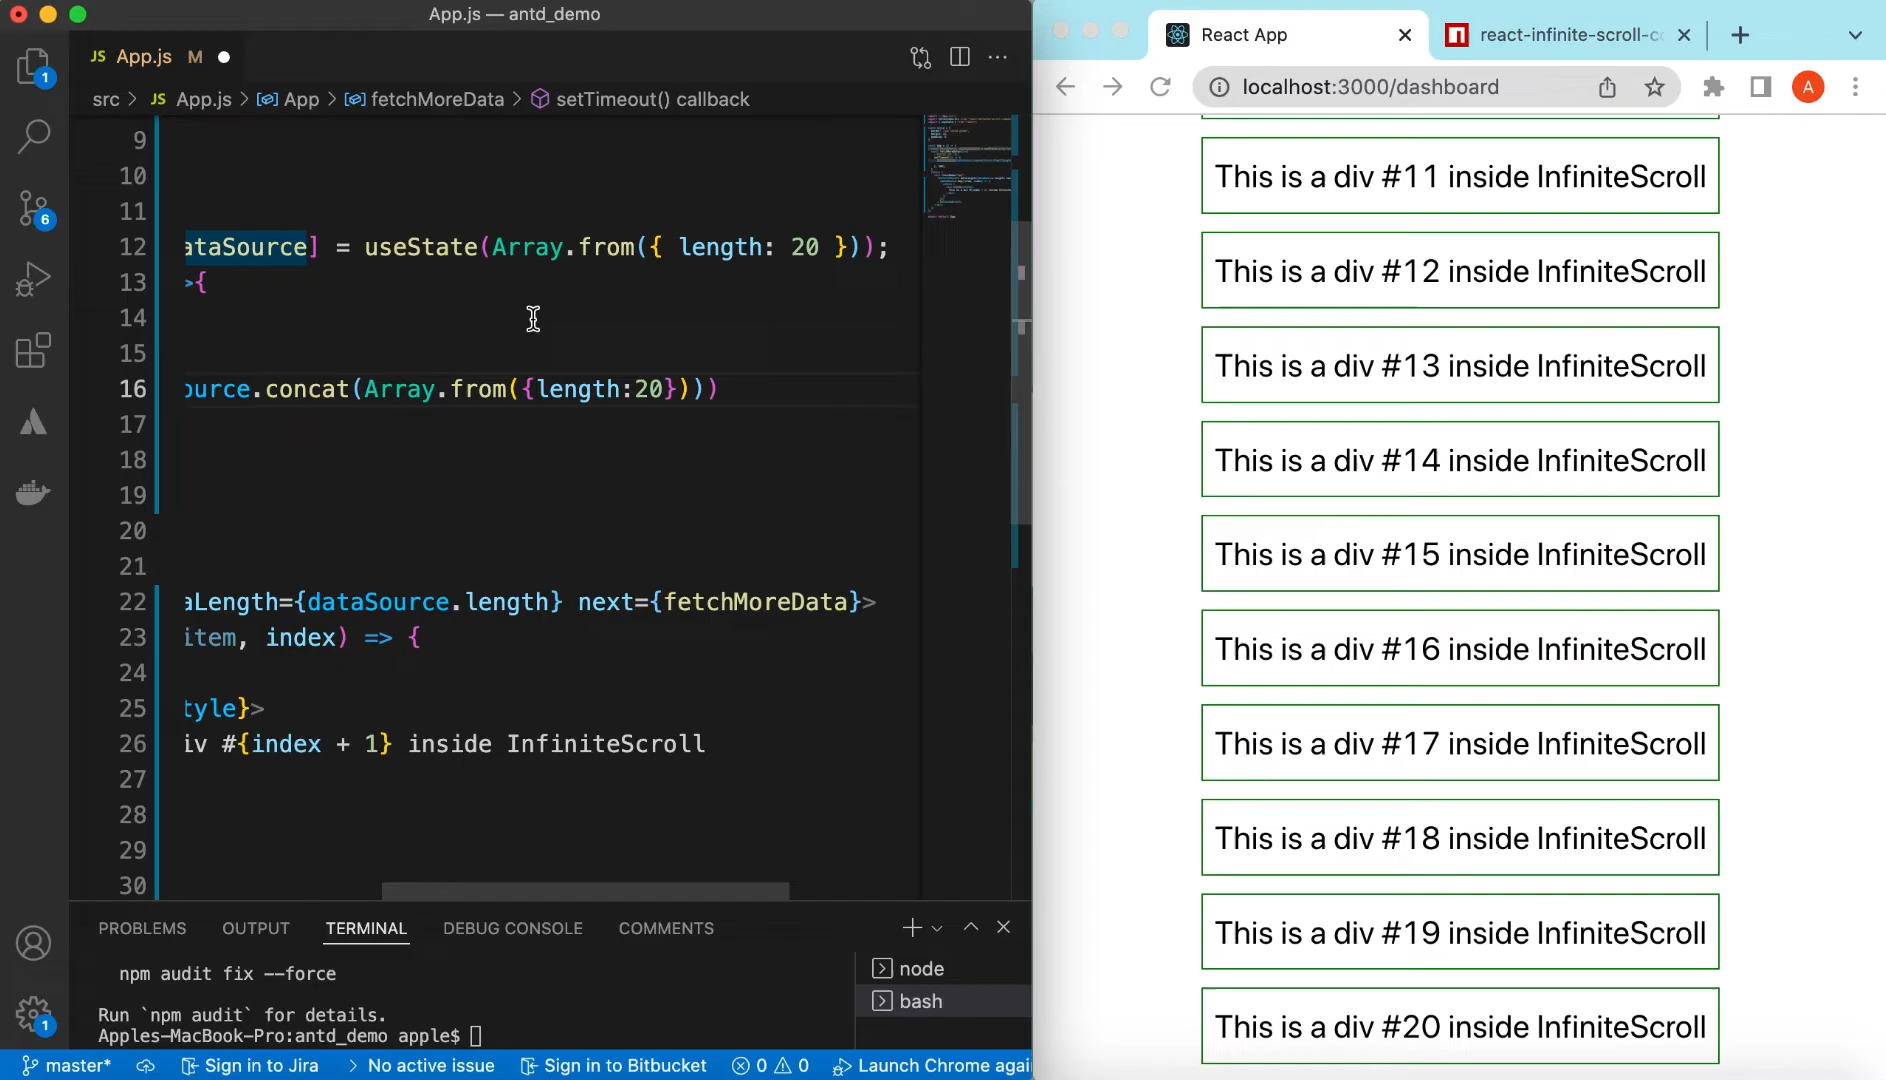 App.js — antd_demo
JS App.js M
src > JS App.js > App > fetchMoreData > setTimeout() callback
9
10
11
12 ataSource] = useState(Array.from({ length: 20 }));
13 >{
14
15
16 ource.concat(Array.from({length:20})))
17
18
19
20
21
22 aLength={dataSource.length} next={fetchMoreData}>
23 item, index) => {
24
25 tyle}>
26 iv #{index + 1} inside InfiniteScroll
27
28
29
30
PROBLEMS OUTPUT TERMINAL DEBUG CONSOLE COMMENTS
npm audit fix --force
Run `npm audit` for details.
Apples-MacBook-Pro:antd_demo apple$
node
bash
1
6
1
master* Sign in to Jira > No active issue Sign in to Bitbucket 0 0 Launch Chrome agai
React App
react-infinite-scroll-co
localhost:3000/dashboard
A
This is a div #11 inside InfiniteScroll
This is a div #12 inside InfiniteScroll
This is a div #13 inside InfiniteScroll
This is a div #14 inside InfiniteScroll
This is a div #15 inside InfiniteScroll
This is a div #16 inside InfiniteScroll
This is a div #17 inside InfiniteScroll
This is a div #18 inside InfiniteScroll
This is a div #19 inside InfiniteScroll
This is a div #20 inside InfiniteScroll